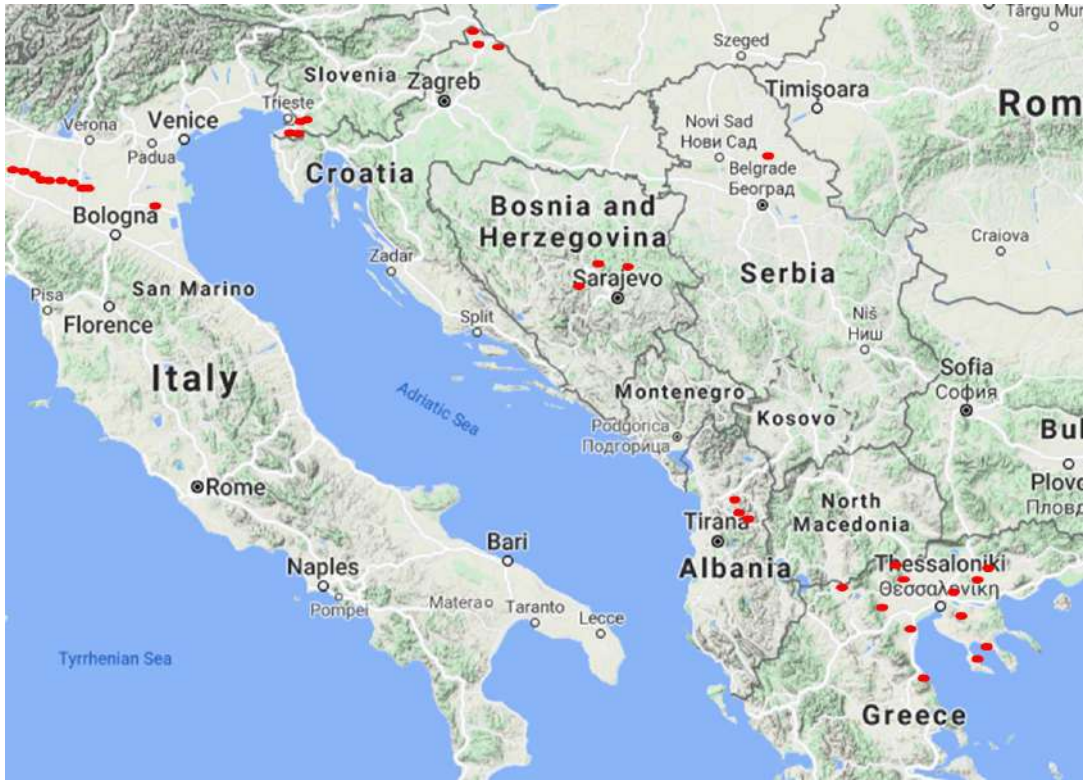 Târgu Mureș
Szeged
Slovenia
Zagreb
Timișoara
Rom
Trieste
Verona
Venice
Padua
Novi Sad
Нови Сад
Croatia
Belgrade
Београд
Bologna
Bosnia and
Herzegovina
Craiova
Zadar
Serbia
Sarajevo
San Marino
Pisa
Florence
Split
Niš
Ниш
Italy
Sofia
София
Montenegro
Adriatic Sea
Kosovo
Podgorica
Подгорица
Bul
Plovd
Пловд
Rome
North
Macedonia
Tirana
Bari
Naples
Albania
Thessaloniki
Θεσσαλονίκη
Pompei
Matera
Taranto
Lecce
Tyrrhenian Sea
Greece